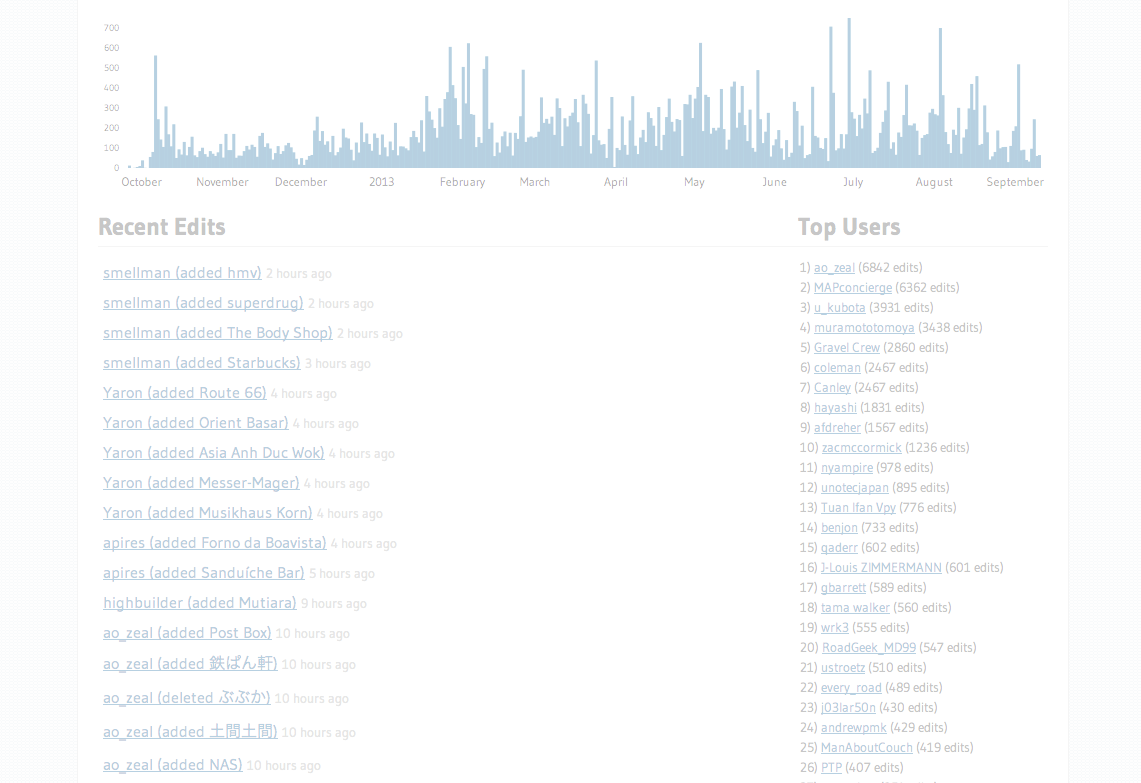 700
600
500
400
300
200
100
0
October November December 2013 February March April May June July August September
Recent Edits
smellman (added hmv) 2 hours ago
smellman (added superdrug) 2 hours ago
smellman (added The Body Shop) 2 hours ago
smellman (added Starbucks) 3 hours ago
Yaron (added Route 66) 4 hours ago
Yaron (added Orient Basar) 4 hours ago
Yaron (added Asia Anh Duc Wok) 4 hours ago
Yaron (added Messer-Mager) 4 hours ago
Yaron (added Musikhaus Korn) 4 hours ago
apires (added Forno da Boavista) 4 hours ago
apires (added Sanduíche Bar) 5 hours ago
highbuilder (added Mutiara) 9 hours ago
ao_zeal (added Post Box) 10 hours ago
ao_zeal (added 鉄ぱん軒) 10 hours ago
ao_zeal (deleted ぶぶか) 10 hours ago
ao_zeal (added 土間土間) 10 hours ago
ao_zeal (added NAS) 10 hours ago
Top Users
1) ao_zeal (6842 edits)
2) MAPconcierge (6362 edits)
3) u_kubota (3931 edits)
4) muramototomoya (3438 edits)
5) Gravel Crew (2860 edits)
6) coleman (2467 edits)
7) Canley (2467 edits)
8) hayashi (1831 edits)
9) afdreher (1567 edits)
10) zacmccormick (1236 edits)
11) nyampire (978 edits)
12) unotecjapan (895 edits)
13) Tuan Ifan Vpy (776 edits)
14) benjon (733 edits)
15) qaderr (602 edits)
16) J-Louis ZIMMERMANN (601 edits)
17) gbarrett (589 edits)
18) tama walker (560 edits)
19) wrk3 (555 edits)
20) RoadGeek_MD99 (547 edits)
21) ustroetz (510 edits)
22) every_road (489 edits)
23) j03lar50n (430 edits)
24) andrewpmk (429 edits)
25) ManAboutCouch (419 edits)
26) PTP (407 edits)